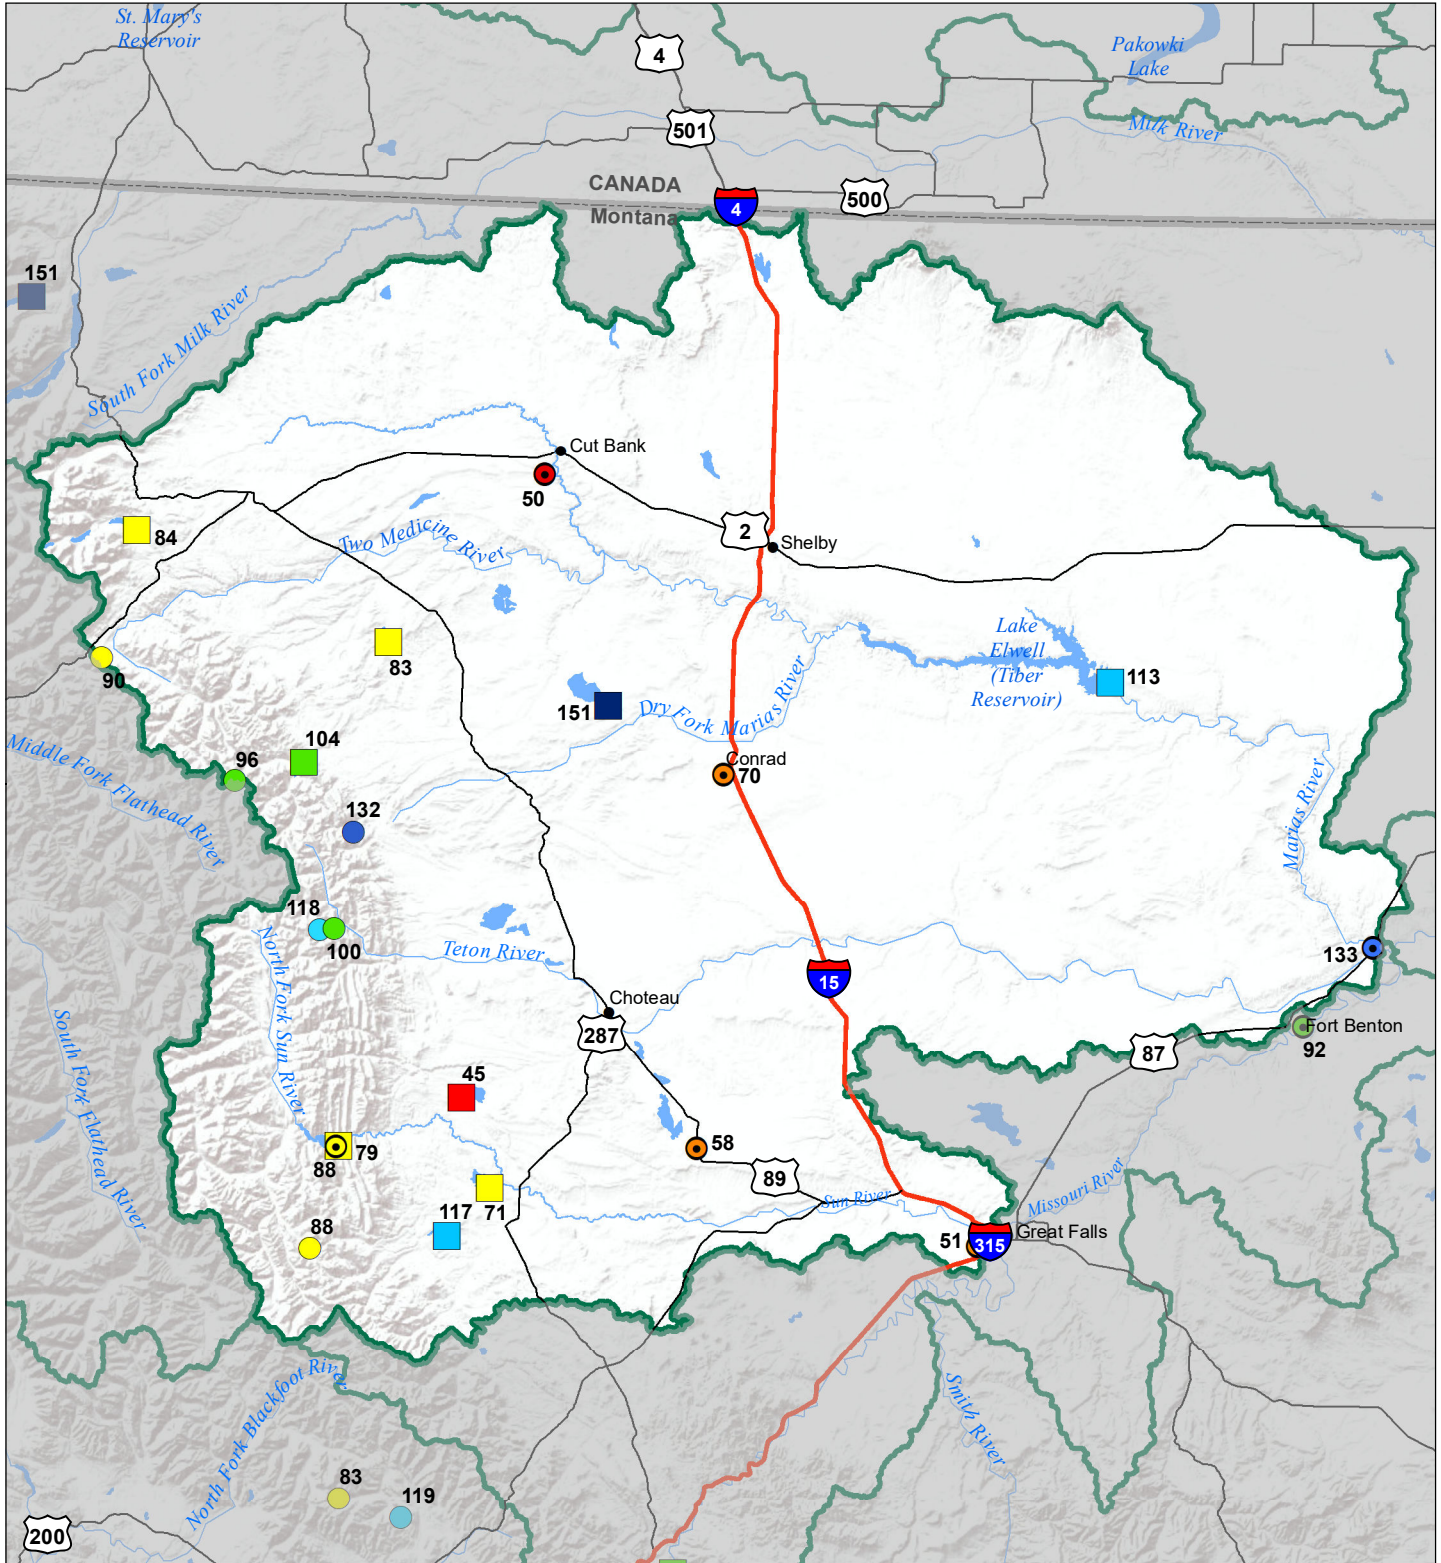 St. Mary's
Reservoir
4
Pakowki
Lake
501
Milk River
CANADA
Montana
4
500
151
South Fork Milk River
Cut Bank
50
2
Shelby
84
Two Medicine River
83
90
Lake
Elwell
(Tiber
Reservoir)
113
151
Dry Fork Marias River
Middle Fork Flathead River
96
104
Conrad
70
132
Marias River
118
100
North Fork Sun River
Teton River
133
15
Choteau
287
Fort Benton
92
87
South Fork Flathead River
45
88
79
58
89
71
Sun River
Missouri River
117
88
51
315
Great Falls
North Fork Blackfoot River
Smith River
83
119
200